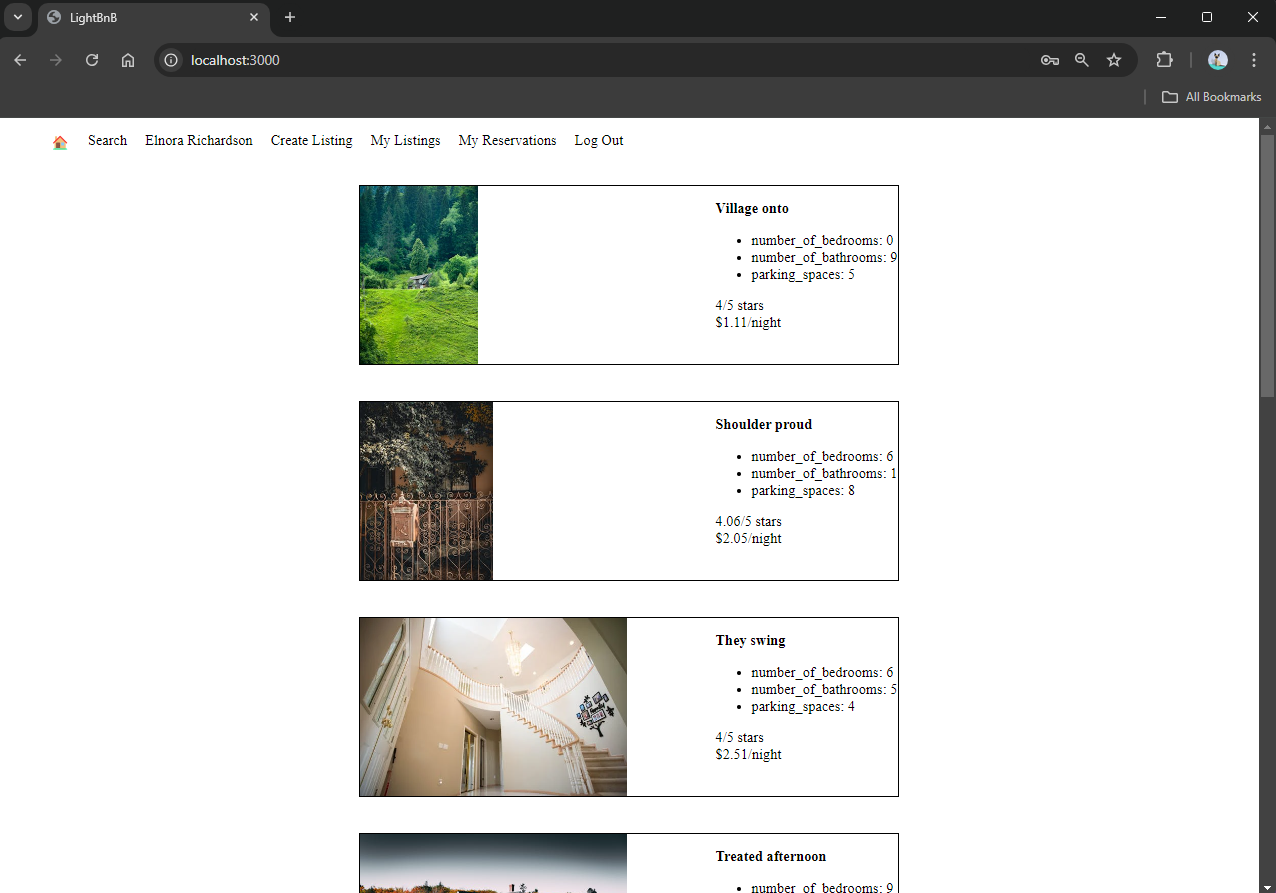 LightBnB
localhost:3000
All Bookmarks
Search Elnora Richardson Create Listing My Listings My Reservations Log Out
Village onto
number_of_bedrooms: 0
number_of_bathrooms: 9
parking_spaces: 5
4/5 stars
$1.11/night
Shoulder proud
number_of_bedrooms: 6
number_of_bathrooms: 1
parking_spaces: 8
4.06/5 stars
$2.05/night
They swing
number_of_bedrooms: 6
number_of_bathrooms: 5
parking_spaces: 4
4/5 stars
$2.51/night
Treated afternoon
number_of_bedrooms: 9